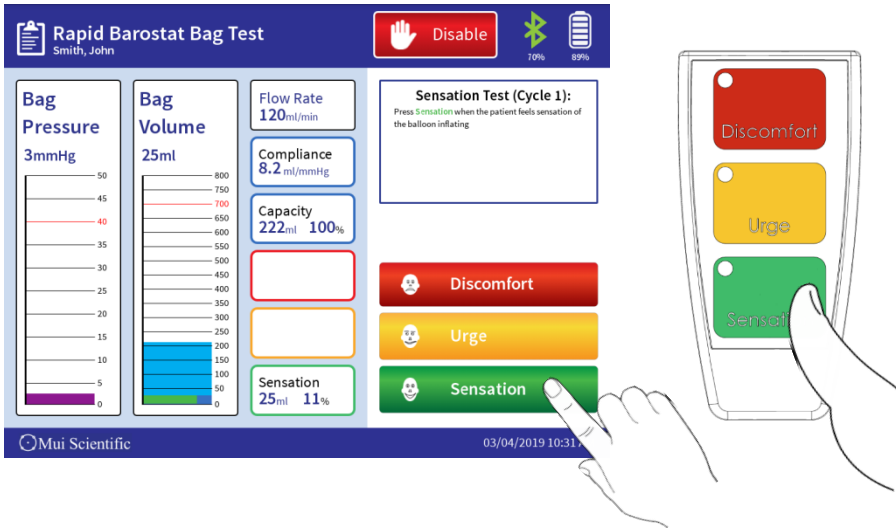 Rapid Barostat Bag Test
Smith, John
Disable
70%
89%
Bag
Pressure
3mmHg
50
45
40
35
30
25
20
15
10
5
0
Bag
Volume
25ml
800
750
700
650
600
550
500
450
400
350
300
250
200
150
100
50
0
Flow Rate
120ml/min
Compliance
8.2 ml/mmHg
Capacity
222ml 100%
Sensation
25ml 11%
Sensation Test (Cycle 1):
Press Sensation when the patient feels sensation of
the balloon inflating
Discomfort
Urge
Sensation
Mui Scientific
03/04/2019 10:31
Discomfort
Urge
Sensat